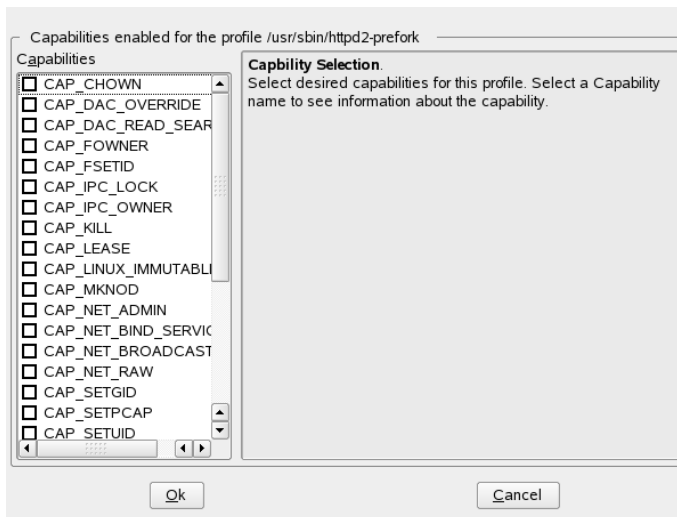 Capabilities enabled for the profile /usr/sbin/httpd2-prefork
Capabilities
CAP_CHOWN
CAP_DAC_OVERRIDE
CAP_DAC_READ_SEAR
CAP_FOWNER
CAP_FSETID
CAP_IPC_LOCK
CAP_IPC_OWNER
CAP_KILL
CAP_LEASE
CAP_LINUX_IMMUTABL
CAP_MKNOD
CAP_NET_ADMIN
CAP_NET_BIND_SERVIC
CAP_NET_BROADCAST
CAP_NET_RAW
CAP_SETGID
CAP_SETPCAP
CAP_SETUID
Capbility Selection.
Select desired capabilities for this profile. Select a Capability
name to see information about the capability.
Ok
Cancel